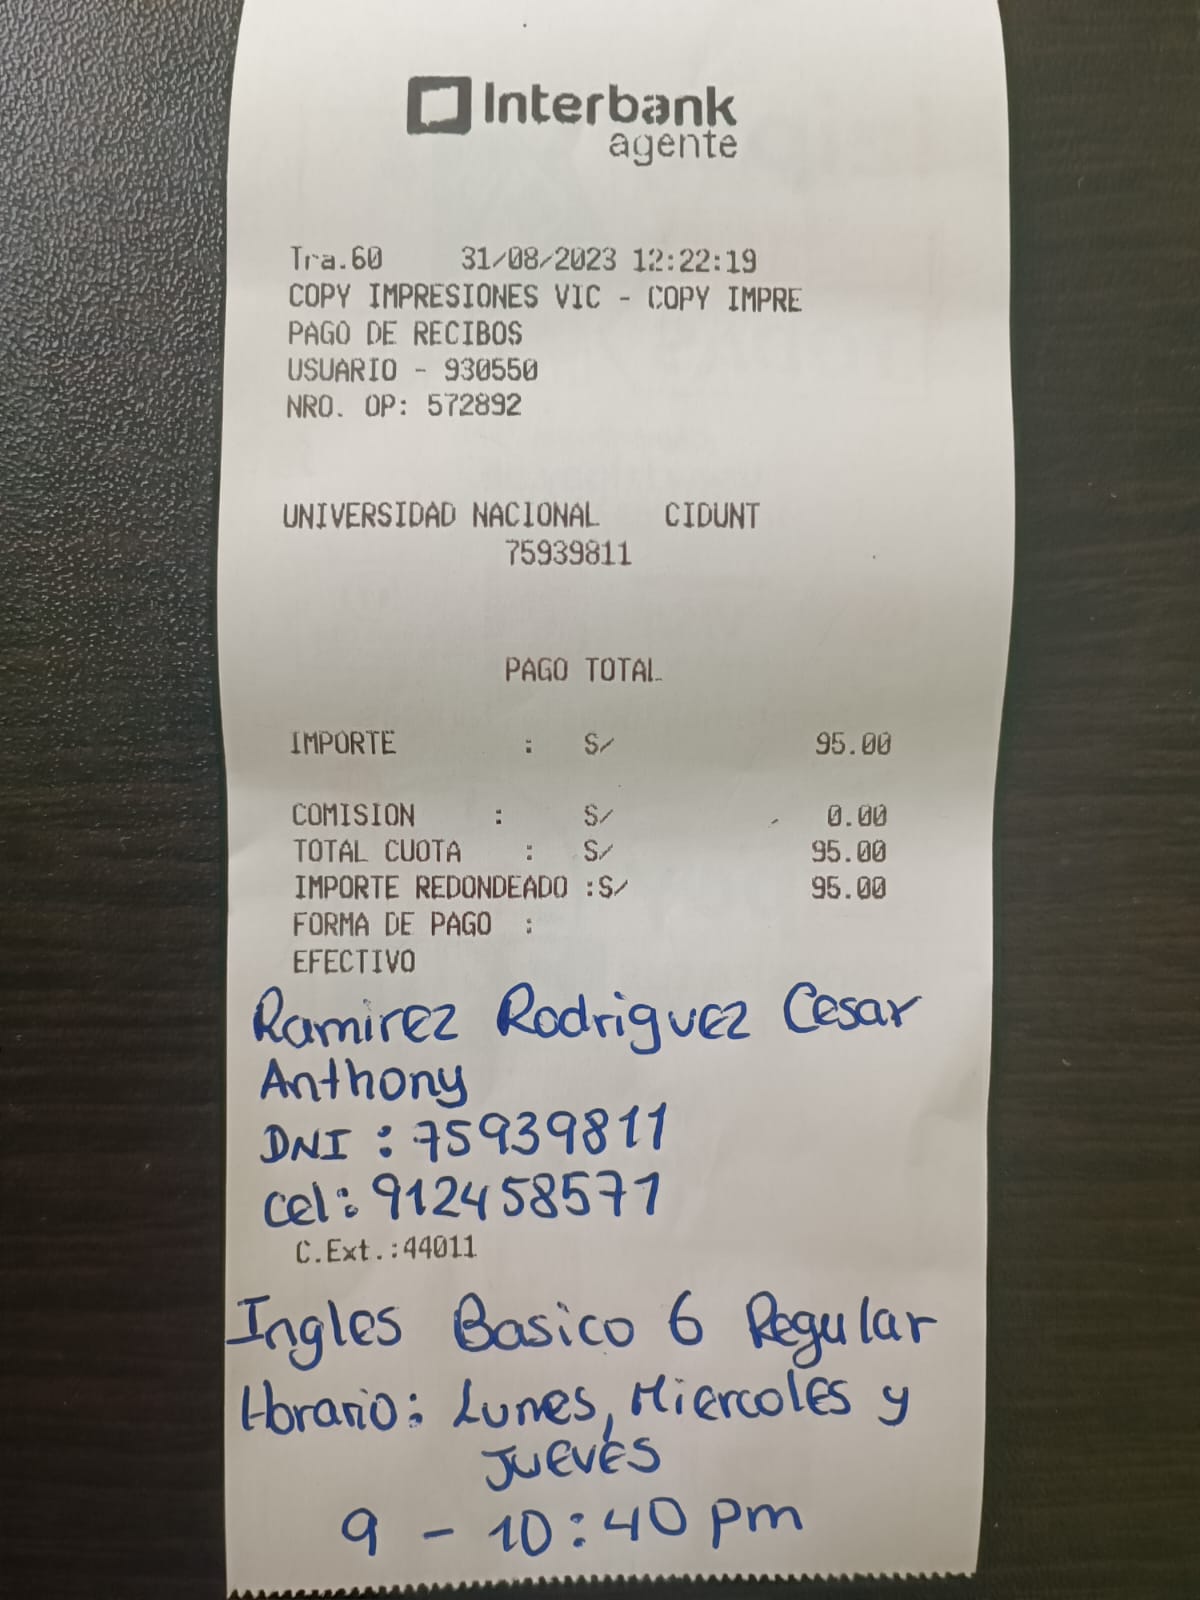 Interbank
agente
Tra.60 31/08/2023 12:22:19
COPY IMPRESIONES VIC - COPY IMPRE
PAGO DE RECIBOS
USUARIO - 930550
NRO. OP: 572892
UNIVERSIDAD NACIONAL CIDUNT
75939811
PAGO TOTAL
IMPORTE : S/ 95.00
COMISION : S/ 0.00
TOTAL CUOTA : S/ 95.00
IMPORTE REDONDEADO :S/ 95.00
FORMA DE PAGO :
EFECTIVO
Ramirez Rodriguez Cesar
Anthony
DNI : 75939811
cel: 912458571
C.Ext.:44011
Ingles Basico 6 Regular
Horario: Lunes, Miercoles y
Jueves
9 - 10:40 pm